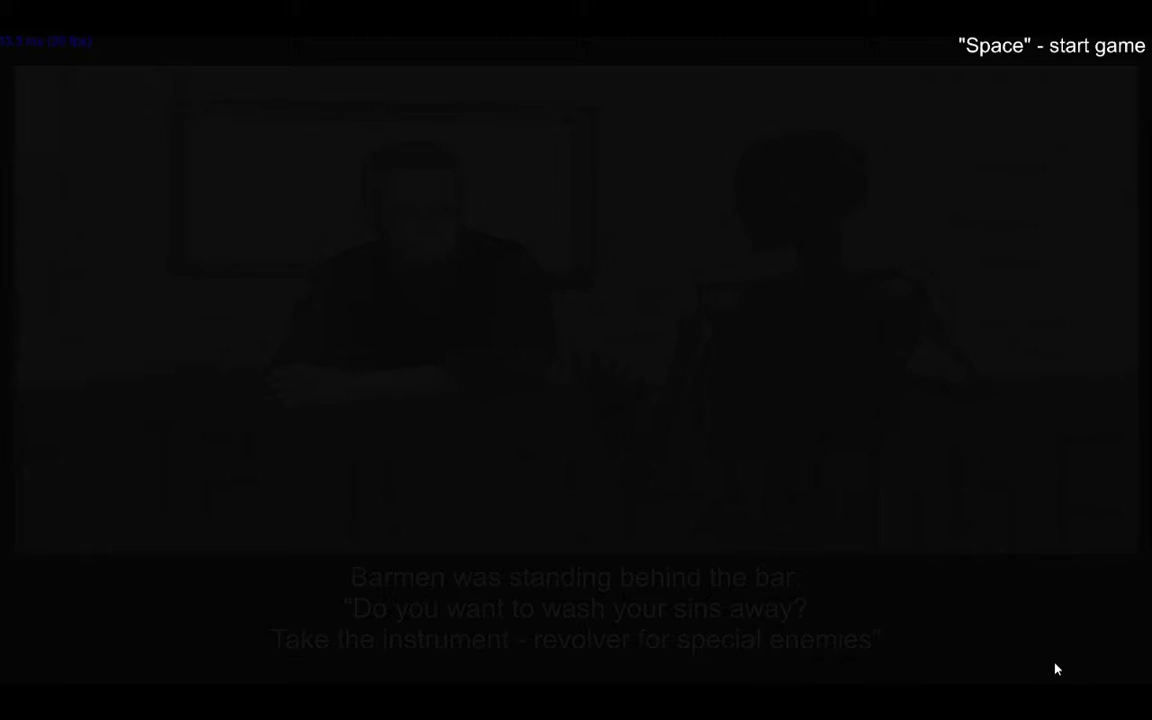 "Space" - start game
Barmen was standing behind the bar.
“Do you want to wash your sins away?
Take the instrument - revolver for special enemies”